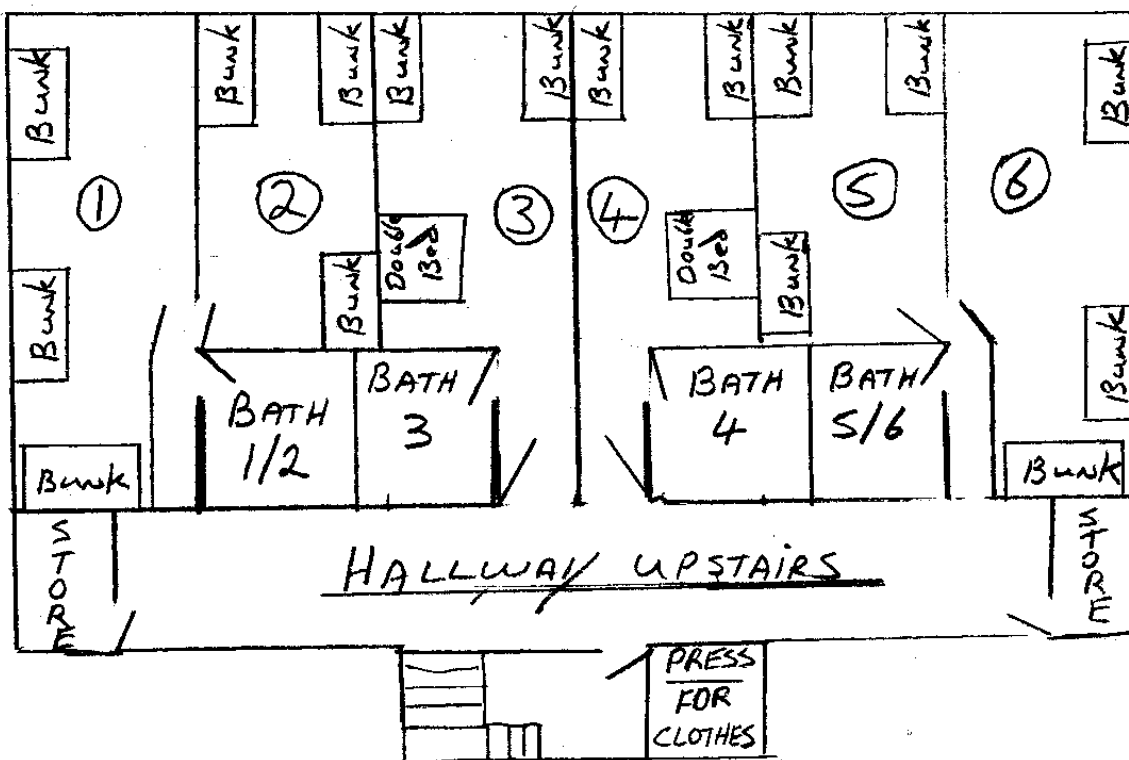 Bunk
Bunk
Bunk
Bunk
Bunk
Bunk
Bunk
Bunk
Bunk
Bunk
1
2
3
4
5
6
Double
Bed
Double
Bed
Bunk
Bunk
Bunk
Bunk
BATH
1/2
BATH
3
BATH
4
BATH
5/6
Bunk
Bunk
STORE
HALLWAY UPSTAIRS
STORE
PRESS
FOR
CLOTHES